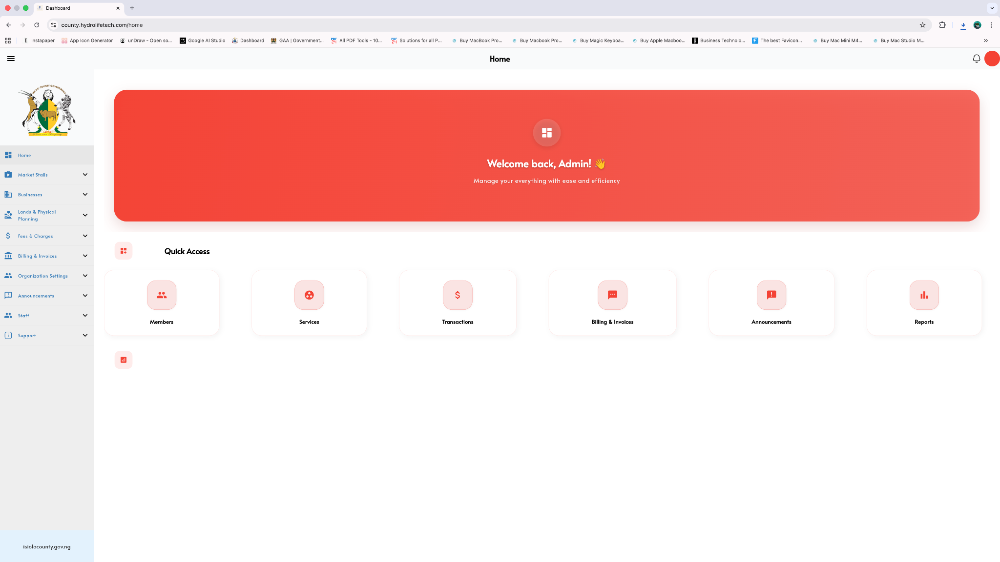 Dashboard
county.hydrolifetech.com/home
Instapaper
App Icon Generator
unDraw - Open so...
Google AI Studio
Dashboard
GAA | Government...
All PDF Tools - 10...
Solutions for all P...
Buy MacBook Pro...
Buy Macbook Pro...
Buy Magic Keyboa...
Buy Apple Macboo...
Business Technolo...
The best Favicon...
Buy Mac Mini M4...
Buy Mac Studio M...
Home
ISIOLO COUNTY GOVERNMENT
Home
Market Stalls
Businesses
Lands & Physical
Planning
Fees & Charges
Billing & Invoices
Organization Settings
Announcements
Staff
Support
isiolocounty.gov.ng
Welcome back, Admin! 👋
Manage your everything with ease and efficiency
Quick Access
Members
Services
Transactions
Billing & Invoices
Announcements
Reports